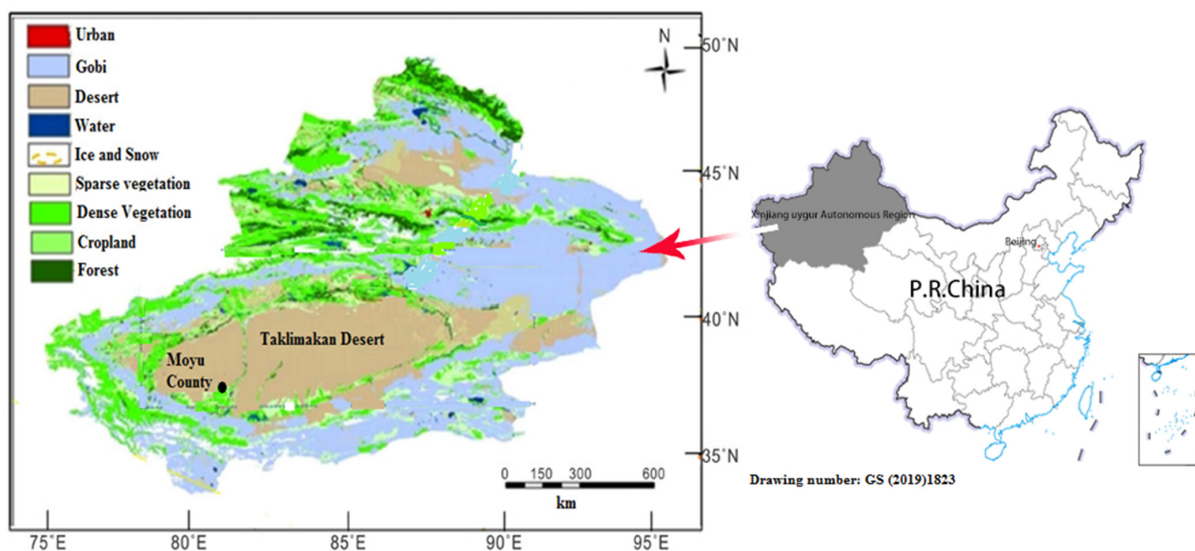 Urban
Gobi
Desert
Water
Ice and Snow
Sparse vegetation
Dense Vegetation
Cropland
Forest
N
50°N
45°N
40°N
35°N
Taklimakan Desert
Moyu
County
0 150 300 600
km
75°E 80°E 85°E 90°E 95°E
Xinjiang uygur Autonomous Region
Beijing
P.R.China
Drawing number: GS (2019)1823